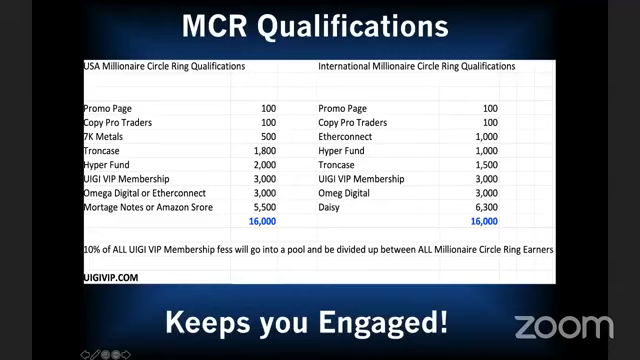 MCR Qualifications
USA Millionaire Circle Ring Qualifications International Millionaire Circle Ring Qualifications
Promo Page 100 Promo Page 100
Copy Pro Traders 100 Copy Pro Traders 100
7K Metals 500 Etherconnect 1,000
Troncase 1,800 Hyper Fund 1,000
Hyper Fund 2,000 Troncase 1,500
UIGI VIP Membership 3,000 UIGI VIP Membership 3,000
Omega Digital or Etherconnect 3,000 Omeg Digital 3,000
Mortage Notes or Amazon Srore 5,500 Daisy 6,300
16,000 16,000
10% of ALL UIGI VIP Membership fess will go into a pool and be divided up between ALL Millionaire Circle Ring Earners
UIGIVIP.COM
Keeps you Engaged!
zoom